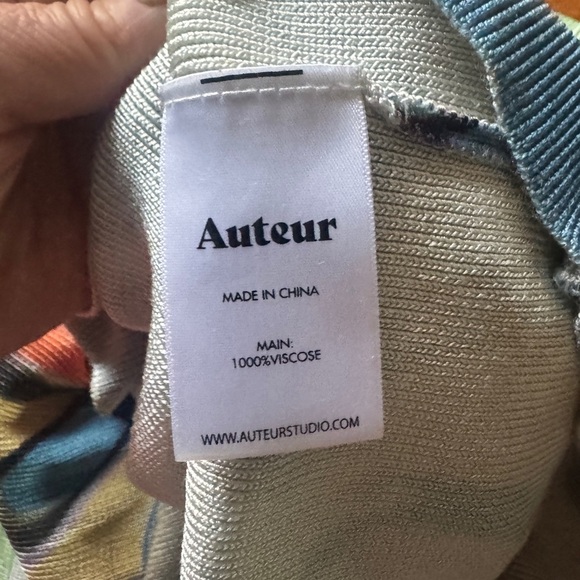 Auteur
MADE IN CHINA
MAIN:
1000%VISCOSE
WWW.AUTEURSTUDIO.COM